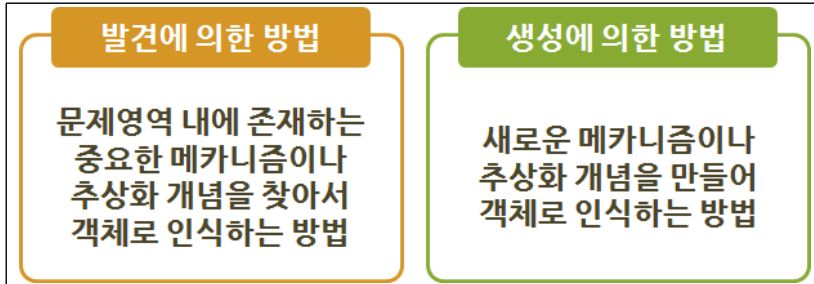 발견에 의한 방법
문제영역 내에 존재하는
중요한 메카니즘이나
추상화 개념을 찾아서
객체로 인식하는 방법
생성에 의한 방법
새로운 메카니즘이나
추상화 개념을 만들어
객체로 인식하는 방법